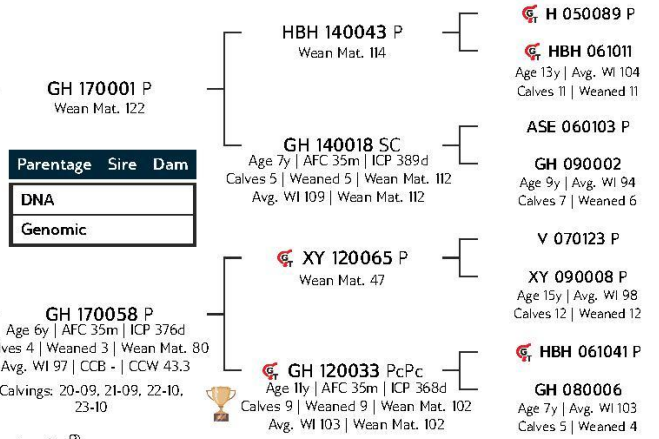 H 050089 P
HBH 140043 P
Wean Mat. 114
HBH 061011
Age 13y | Avg. WI 104
Calves 11 | Weaned 11
GH 170001 P
Wean Mat. 122
ASE 060103 P
GH 140018 SC
Age 7y | AFC 35m | ICP 389d
Calves 5 | Weaned 5 | Wean Mat. 112
Avg. WI 109 | Wean Mat. 112
GH 090002
Age 9y | Avg. WI 94
Calves 7 | Weaned 6
Parentage Sire Dam
DNA
Genomic
V 070123 P
XY 120065 P
Wean Mat. 47
XY 090008 P
Age 15y | Avg. WI 98
Calves 12 | Weaned 12
GH 170058 P
Age 6y | AFC 35m | ICP 376d
lves 4 | Weaned 3 | Wean Mat. 80
Avg. WI 97 | CCB - | CCW 43.3
Calvings: 20-09, 21-09, 22-10,
23-10
HBH 061041 P
GH 120033 PcPc
Age 11y | AFC 35m | ICP 368d
Calves 9 | Weaned 9 | Wean Mat. 102
Avg. WI 103 | Wean Mat. 102
GH 080006
Age 7y | Avg. WI 103
Calves 5 | Weaned 4